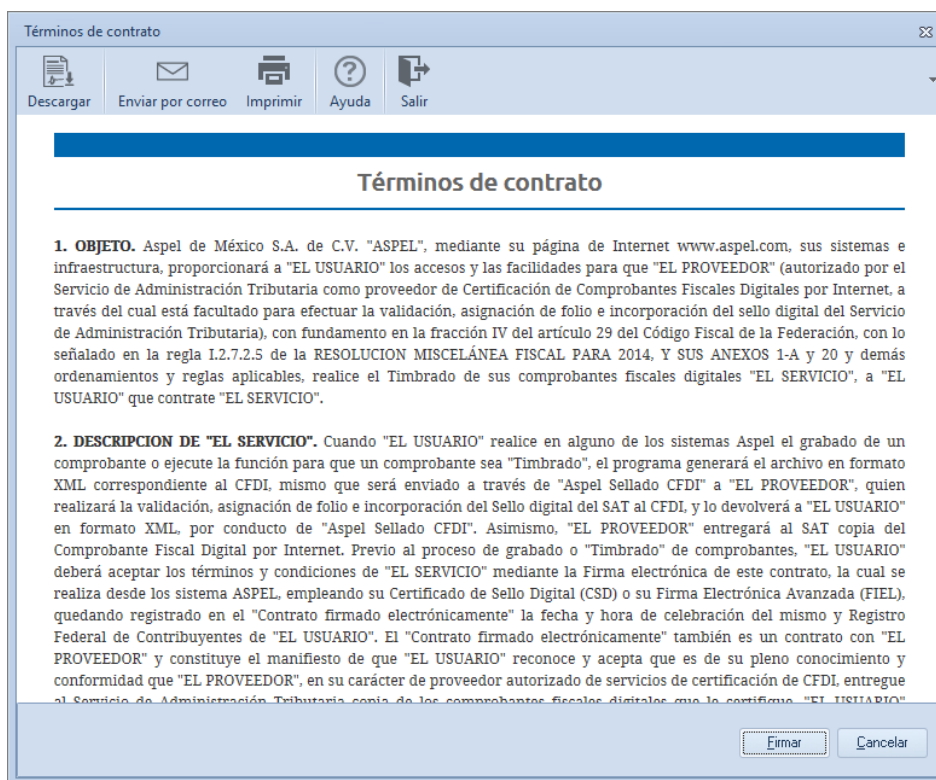 Términos de contrato
Descargar Enviar por correo Imprimir Ayuda Salir
Términos de contrato
1. OBJETO. Aspel de México S.A. de C.V. "ASPEL", mediante su página de Internet www.aspel.com, sus sistemas e
infraestructura, proporcionará a "EL USUARIO" los accesos y las facilidades para que "EL PROVEEDOR" (autorizado por el
Servicio de Administración Tributaria como proveedor de Certificación de Comprobantes Fiscales Digitales por Internet, a
través del cual está facultado para efectuar la validación, asignación de folio e incorporación del sello digital del Servicio
de Administración Tributaria), con fundamento en la fracción IV del artículo 29 del Código Fiscal de la Federación, con lo
señalado en la regla I.2.7.2.5 de la RESOLUCION MISCELÁNEA FISCAL PARA 2014, Y SUS ANEXOS 1-A y 20 y demás
ordenamientos y reglas aplicables, realice el Timbrado de sus comprobantes fiscales digitales "EL SERVICIO", a "EL
USUARIO" que contrate "EL SERVICIO".
2. DESCRIPCION DE "EL SERVICIO". Cuando "EL USUARIO" realice en alguno de los sistemas Aspel el grabado de un
comprobante o ejecute la función para que un comprobante sea "Timbrado", el programa generará el archivo en formato
XML correspondiente al CFDI, mismo que será enviado a través de "Aspel Sellado CFDI" a "EL PROVEEDOR", quien
realizará la validación, asignación de folio e incorporación del Sello digital del SAT al CFDI, y lo devolverá a "EL USUARIO"
en formato XML, por conducto de "Aspel Sellado CFDI". Asimismo, "EL PROVEEDOR" entregará al SAT copia del
Comprobante Fiscal Digital por Internet. Previo al proceso de grabado o "Timbrado" de comprobantes, "EL USUARIO"
deberá aceptar los términos y condiciones de "EL SERVICIO" mediante la Firma electrónica de este contrato, la cual se
realiza desde los sistema ASPEL, empleando su Certificado de Sello Digital (CSD) o su Firma Electrónica Avanzada (FIEL),
quedando registrado en el "Contrato firmado electrónicamente" la fecha y hora de celebración del mismo y Registro
Federal de Contribuyentes de "EL USUARIO". El "Contrato firmado electrónicamente" también es un contrato con "EL
PROVEEDOR" y constituye el manifiesto de que "EL USUARIO" reconoce y acepta que es de su pleno conocimiento y
conformidad que "EL PROVEEDOR", en su carácter de proveedor autorizado de servicios de certificación de CFDI, entregue
al Servicio de Administración Tributaria copia de los comprobantes fiscales digitales que le certifique. "EL USUARIO"
Firmar Cancelar